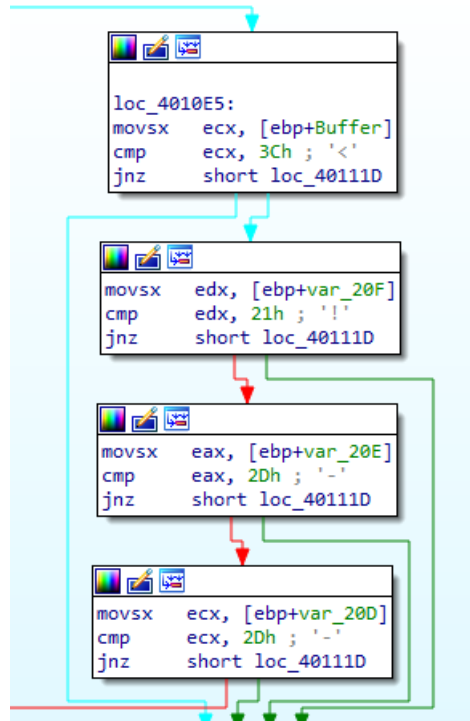 loc_4010E5:
movsx ecx, [ebp+Buffer]
cmp ecx, 3Ch ; '<'
jnz short loc_40111D
movsx edx, [ebp+var_20F]
cmp edx, 21h ; '!'
jnz short loc_40111D
movsx eax, [ebp+var_20E]
cmp eax, 2Dh ; '-'
jnz short loc_40111D
movsx ecx, [ebp+var_20D]
cmp ecx, 2Dh ; '-'
jnz short loc_40111D